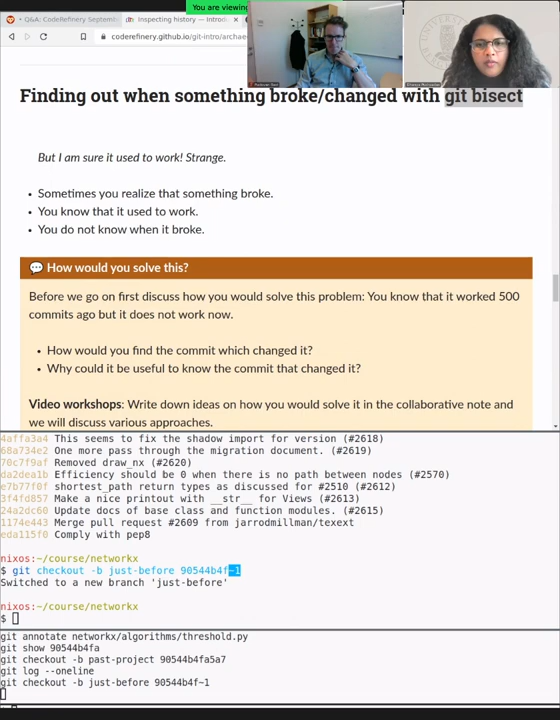 You are viewing
Q&A: CodeRefinery Septemb
Inspecting history — Introd
coderefinery.github.io/git-intro/archae
Finding out when something broke/changed with git bisect
But I am sure it used to work! Strange.
• Sometimes you realize that something broke.
• You know that it used to work.
• You do not know when it broke.
💬 How would you solve this?
Before we go on first discuss how you would solve this problem: You know that it worked 500
commits ago but it does not work now.
• How would you find the commit which changed it?
• Why could it be useful to know the commit that changed it?
Video workshops: Write down ideas on how you would solve it in the collaborative note and
we will discuss various approaches.
4affa3a4 This seems to fix the shadow import for version (#2618)
68a734e2 One more pass through the migration document. (#2619)
70c7f9af Removed draw_nx (#2620)
da2dea1b Efficiency should be 0 when there is no path between nodes (#2570)
e7b77f0f shortest_path return types as discussed for #2510 (#2612)
3f4fd857 Make a nice printout with __str__ for Views (#2613)
24a2dc60 Update docs of base class and function modules. (#2615)
1174e443 Merge pull request #2609 from jarrodmillman/texext
eda115f0 Comply with pep8
nixos:~/course/networkx
$ git checkout -b just-before 90544b4f~1
Switched to a new branch 'just-before'
nixos:~/course/networkx
$
git annotate networkx/algorithms/threshold.py
git show 90544b4fa
git checkout -b past-project 90544b4fa5a7
git log --oneline
git checkout -b just-before 90544b4f~1